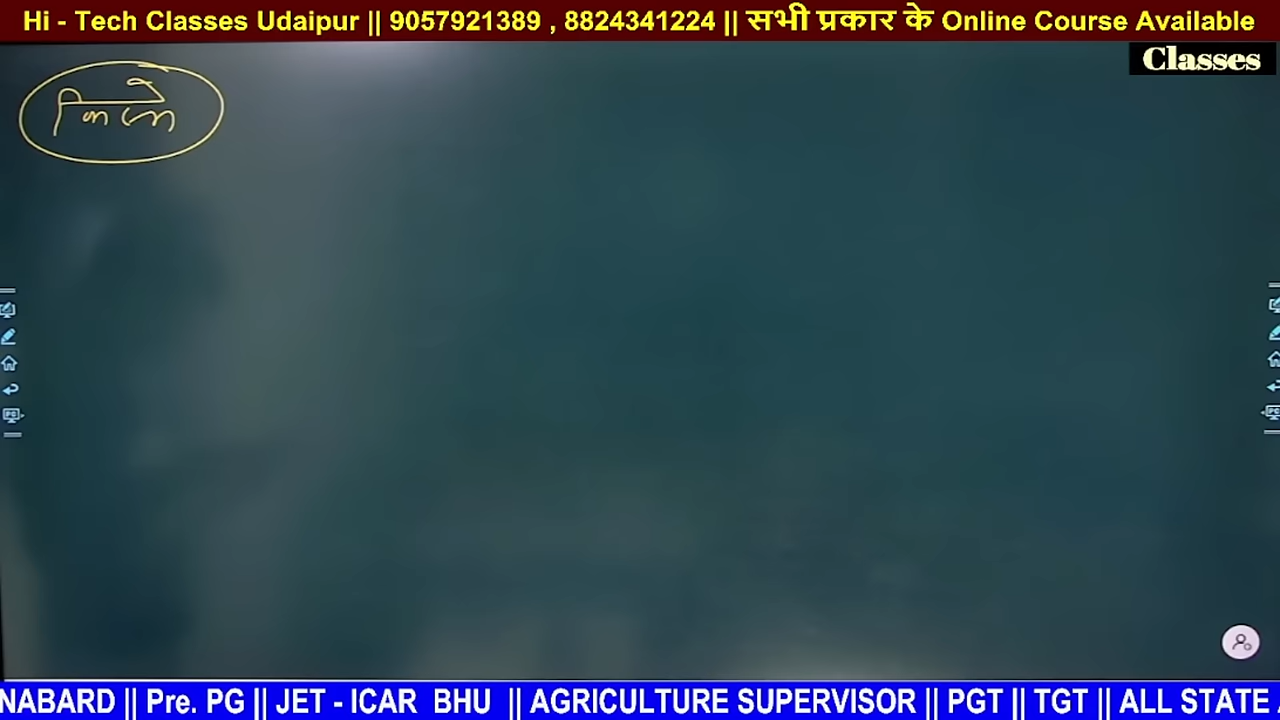 Hi - Tech Classes Udaipur || 9057921389 , 8824341224 || सभी प्रकार के Online Course Available
Classes
NABARD || Pre. PG || JET - ICAR BHU || AGRICULTURE SUPERVISOR || PGT || TGT || ALL STATE